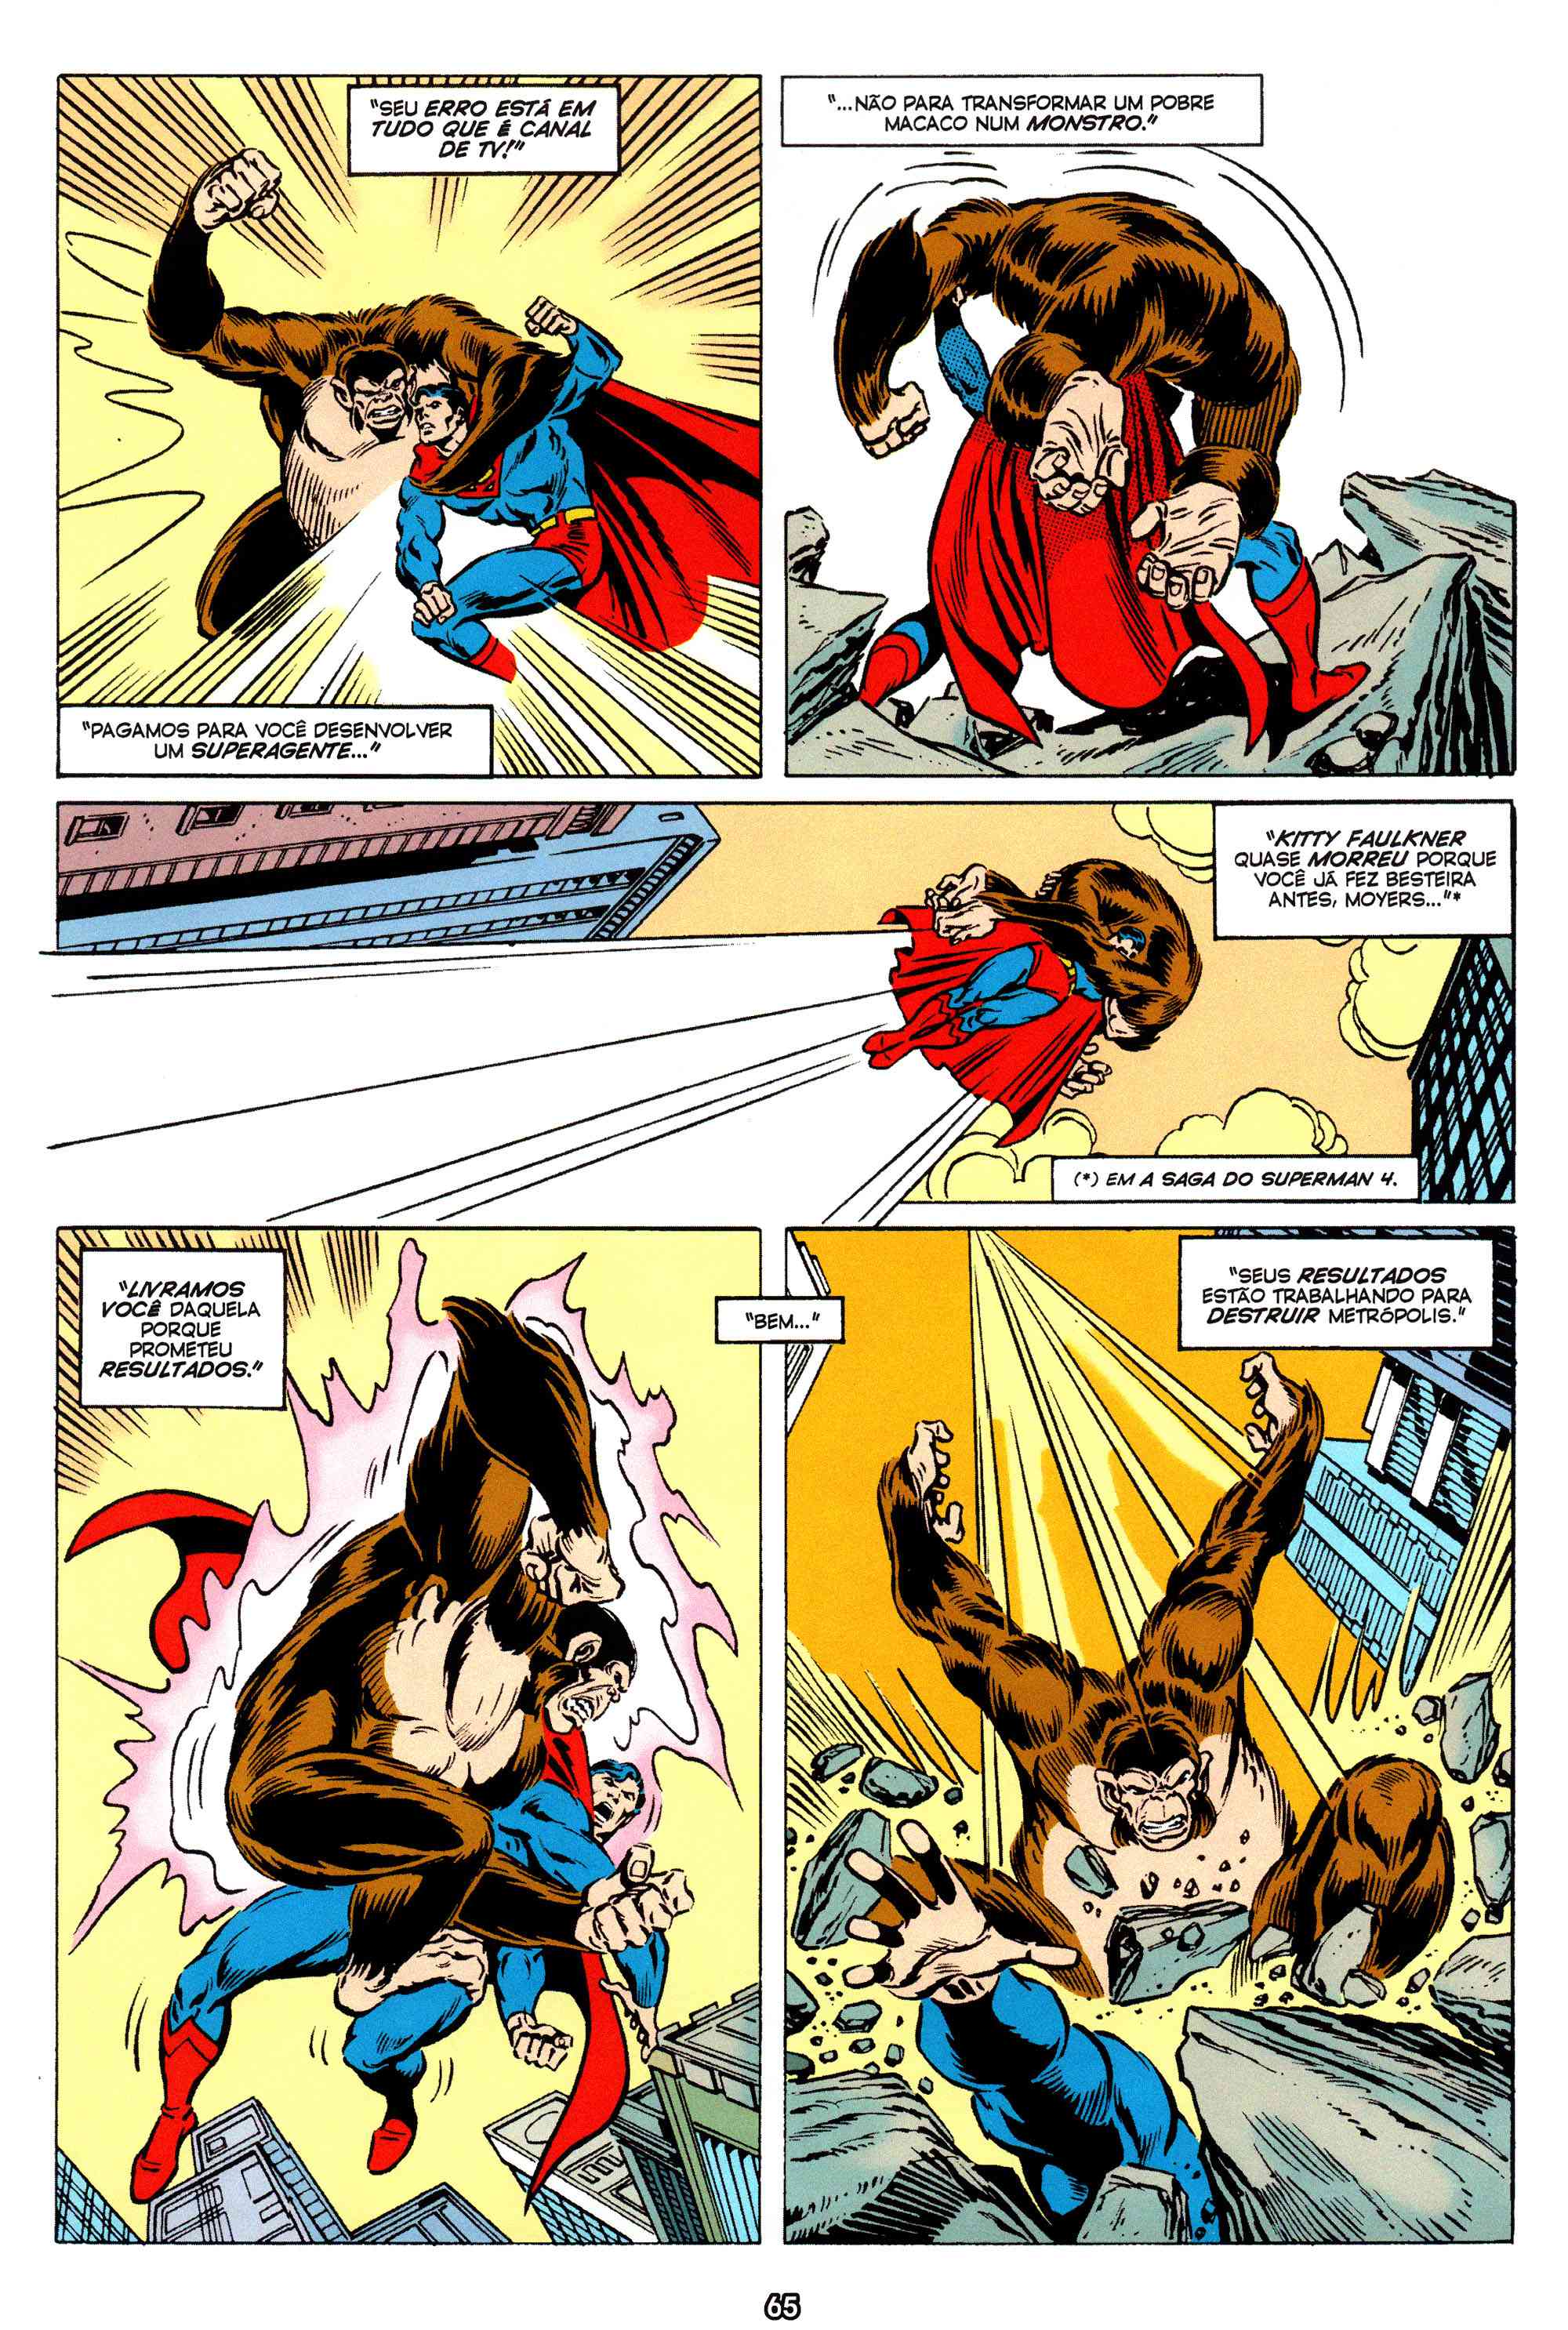 "SEU ERRO ESTÁ EM
TUDO QUE É CANAL
DE TV!"
"PAGAMOS PARA VOCÊ DESENVOLVER
UM SUPERAGENTE..."
"...NÃO PARA TRANSFORMAR UM POBRE
MACACO NUM MONSTRO."
"KITTY FAULKNER
QUASE MORREU PORQUE
VOCÊ JÁ FEZ BESTEIRA
ANTES, MOYERS..."*
(*) EM A SAGA DO SUPERMAN 4.
"LIVRAMOS
VOCÊ DAQUELA
PORQUE
PROMETEU
RESULTADOS."
"BEM..."
"SEUS RESULTADOS
ESTÃO TRABALHANDO PARA
DESTRUIR METRÓPOLIS."
65